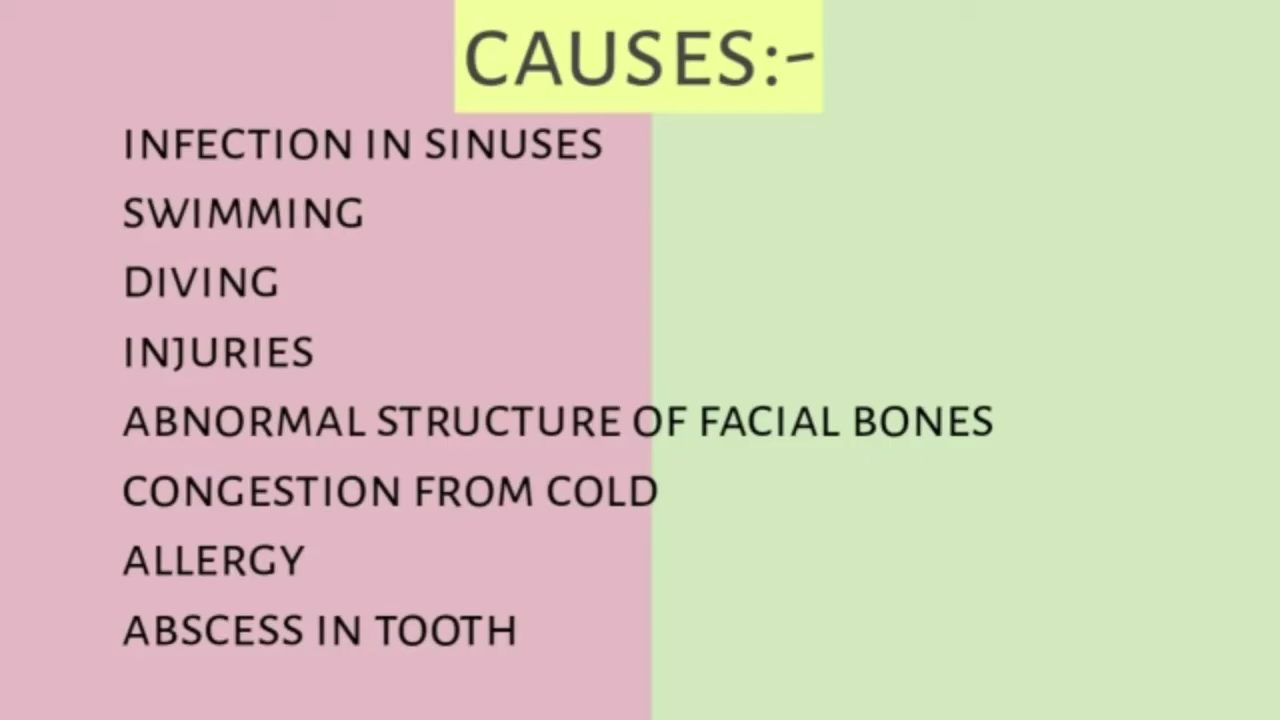 CAUSES:-
INFECTION IN SINUSES
SWIMMING
DIVING
INJURIES
ABNORMAL STRUCTURE OF FACIAL BONES
CONGESTION FROM COLD
ALLERGY
ABSCESS IN TOOTH